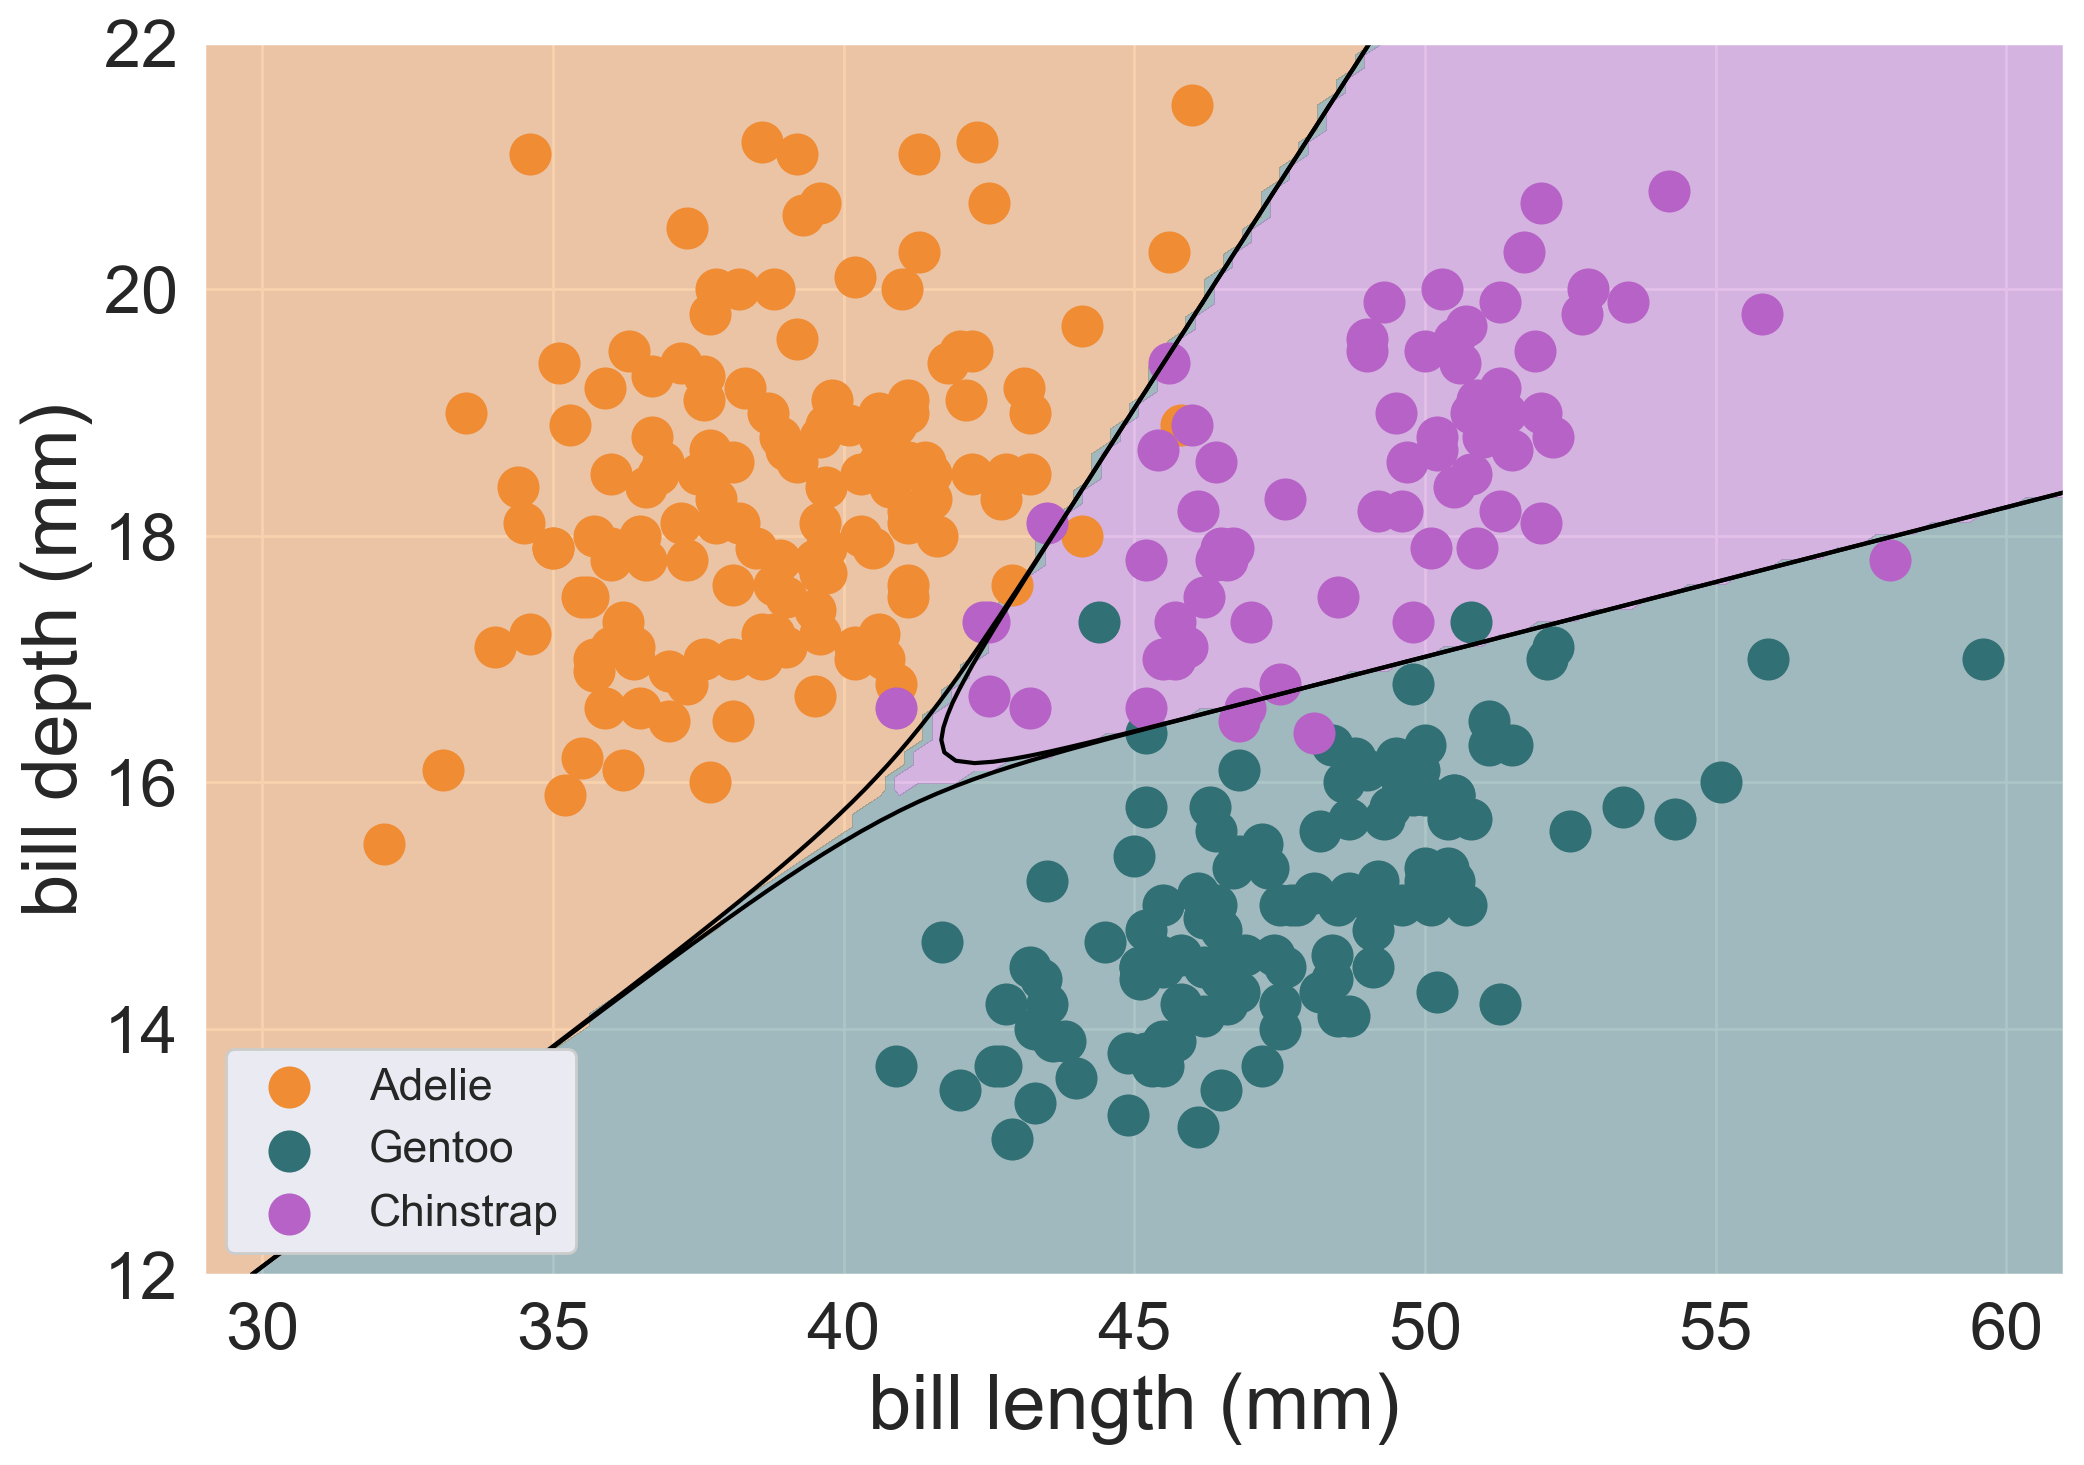 22
20
18
16
14
12
bill depth (mm)
Adelie
Gentoo
Chinstrap
30 35 40 45 50 55 60
bill length (mm)